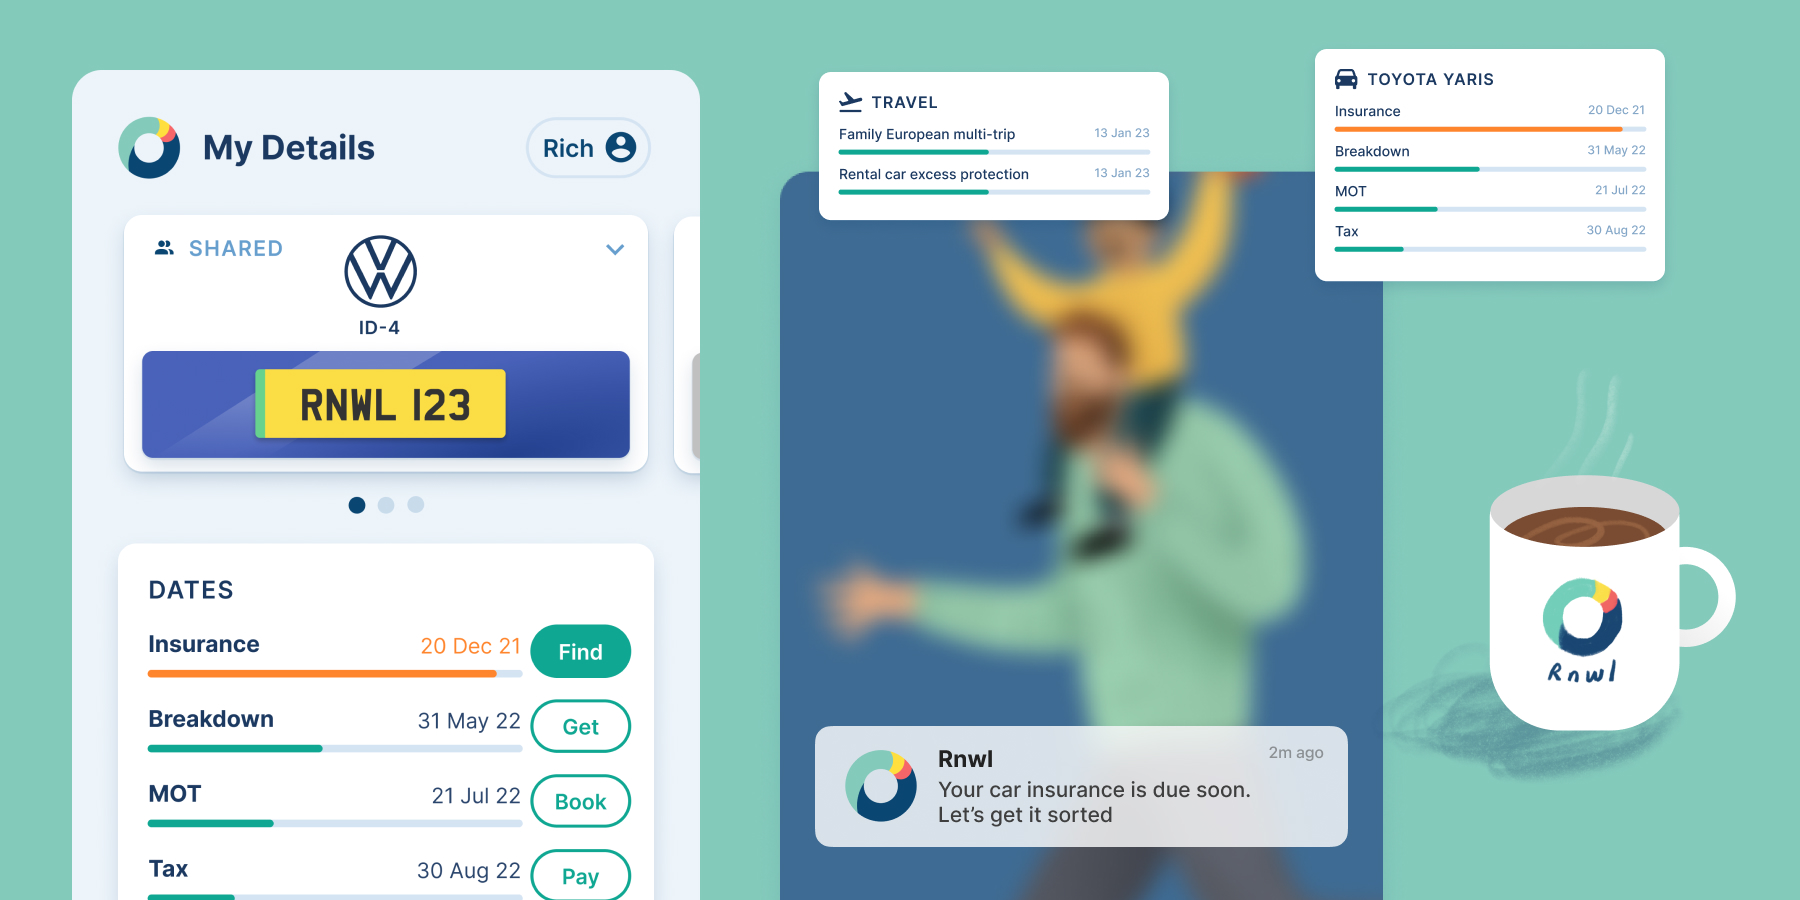 My Details
Rich
SHARED
ID-4
RNWL 123
DATES
Insurance
20 Dec 21
Find
Breakdown
31 May 22
Get
MOT
21 Jul 22
Book
Tax
30 Aug 22
Pay
TRAVEL
Family European multi-trip
13 Jan 23
Rental car excess protection
13 Jan 23
TOYOTA YARIS
Insurance
20 Dec 21
Breakdown
31 May 22
MOT
21 Jul 22
Tax
30 Aug 22
Rnwl
2m ago
Your car insurance is due soon.
Let's get it sorted
Rnwl